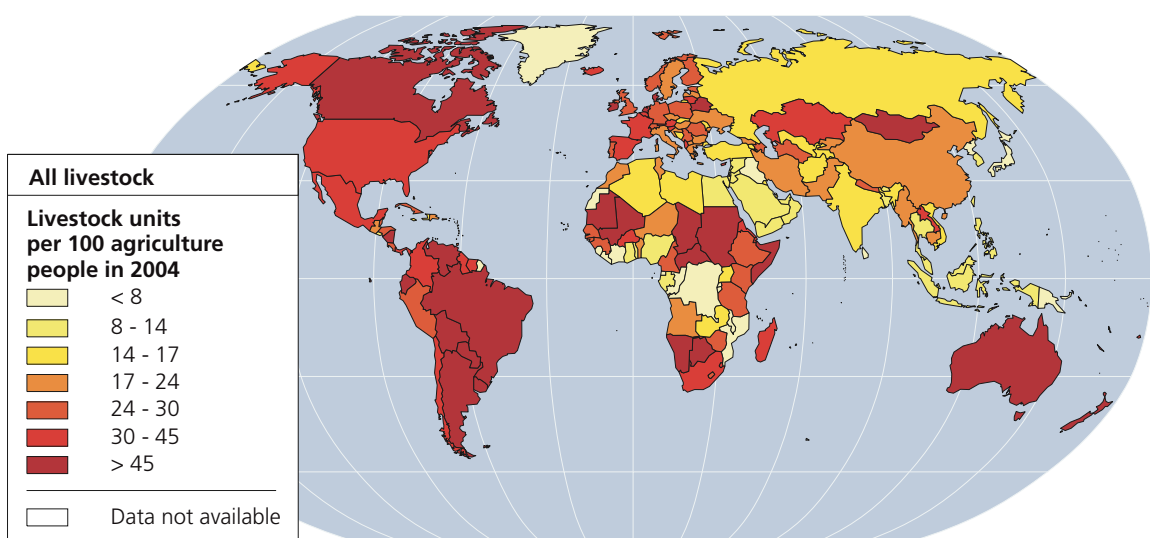 All livestock
Livestock units
per 100 agriculture
people in 2004
< 8
8 - 14
14 - 17
17 - 24
24 - 30
30 - 45
> 45
Data not available